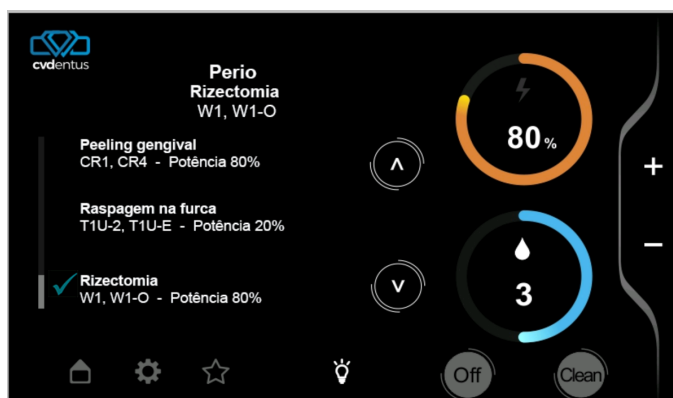 cvdentus
Perio
Rizectomia
W1, W1-O
Peeling gengival
CR1, CR4 - Potência 80%
Raspagem na furca
T1U-2, T1U-E - Potência 20%
Rizectomia
W1, W1-O - Potência 80%
80%
3
+
−
Off
Clean